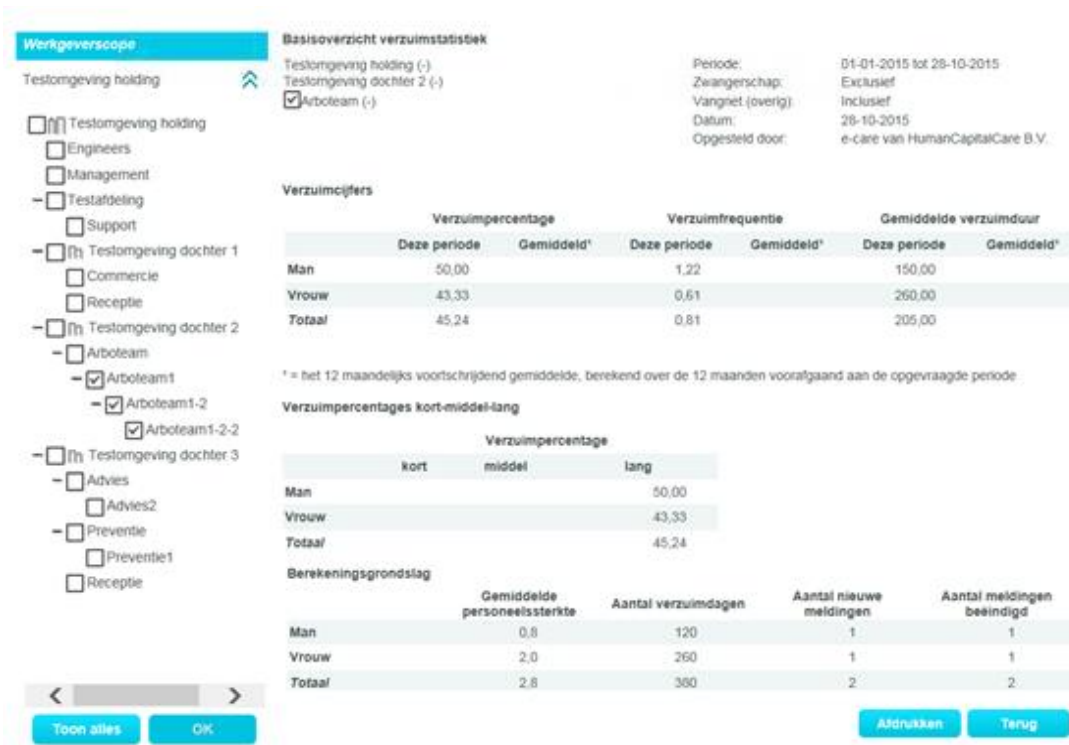 Werkgeverscope
Testomgeving holding
Testomgeving holding
Engineers
Management
Testafdeling
Support
Testomgeving dochter 1
Commercie
Receptie
Testomgeving dochter 2
Arboteam
Arboteam1
Arboteam1-2
Arboteam1-2-2
Testomgeving dochter 3
Advies
Advies2
Preventie
Preventie1
Receptie
Toon alles OK
Basisoverzicht verzuimstatistiek
Testomgeving holding (-)
Testomgeving dochter 2 (-)
Arboteam (-)
Periode: 01-01-2015 tot 28-10-2015
Zwangerschap: Exclusief
Vangnet (overig): Inclusief
Datum: 28-10-2015
Opgesteld door: e-care van HumanCapitalCare B.V.
Verzuimcijfers
Verzuimpercentage Verzuimfrequentie Gemiddelde verzuimduur
Deze periode Gemiddeld* Deze periode Gemiddeld* Deze periode Gemiddeld*
Man 50,00 1,22 150,00
Vrouw 43,33 0,61 260,00
Totaal 45,24 0,81 205,00
* = het 12 maandelijks voortschrijdend gemiddelde, berekend over de 12 maanden voorafgaand aan de opgevraagde periode
Verzuimpercentages kort-middel-lang
Verzuimpercentage
kort middel lang
Man 50,00
Vrouw 43,33
Totaal 45,24
Berekeningsgrondslag
Gemiddelde personeelssterkte Aantal verzuimdagen Aantal nieuwe meldingen Aantal meldingen beëindigd
Man 0,8 120 1 1
Vrouw 2,0 260 1 1
Totaal 2,8 380 2 2
Afdrukken Terug